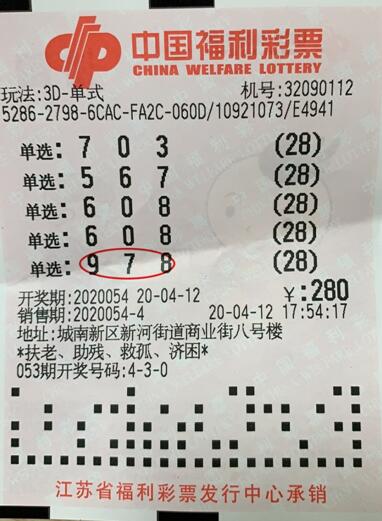 中国福利彩票
CHINA WELFARE LOTTERY
玩法:3D-单式 机号:32090112
5286-2798-6CAC-FA2C-060D/10921073/E4941
单选: 7 0 3 (28)
单选: 5 6 7 (28)
单选: 6 0 8 (28)
单选: 6 0 8 (28)
单选: 9 7 8 (28)
开奖期:2020054 20-04-12 ¥:280
销售期:2020054-4 20-04-12 17:54:17
地址:城南新区新河街道商业街八号楼
*扶老、助残、救孤、济困*
053期开奖号码:4-3-0
江苏省福利彩票发行中心承销